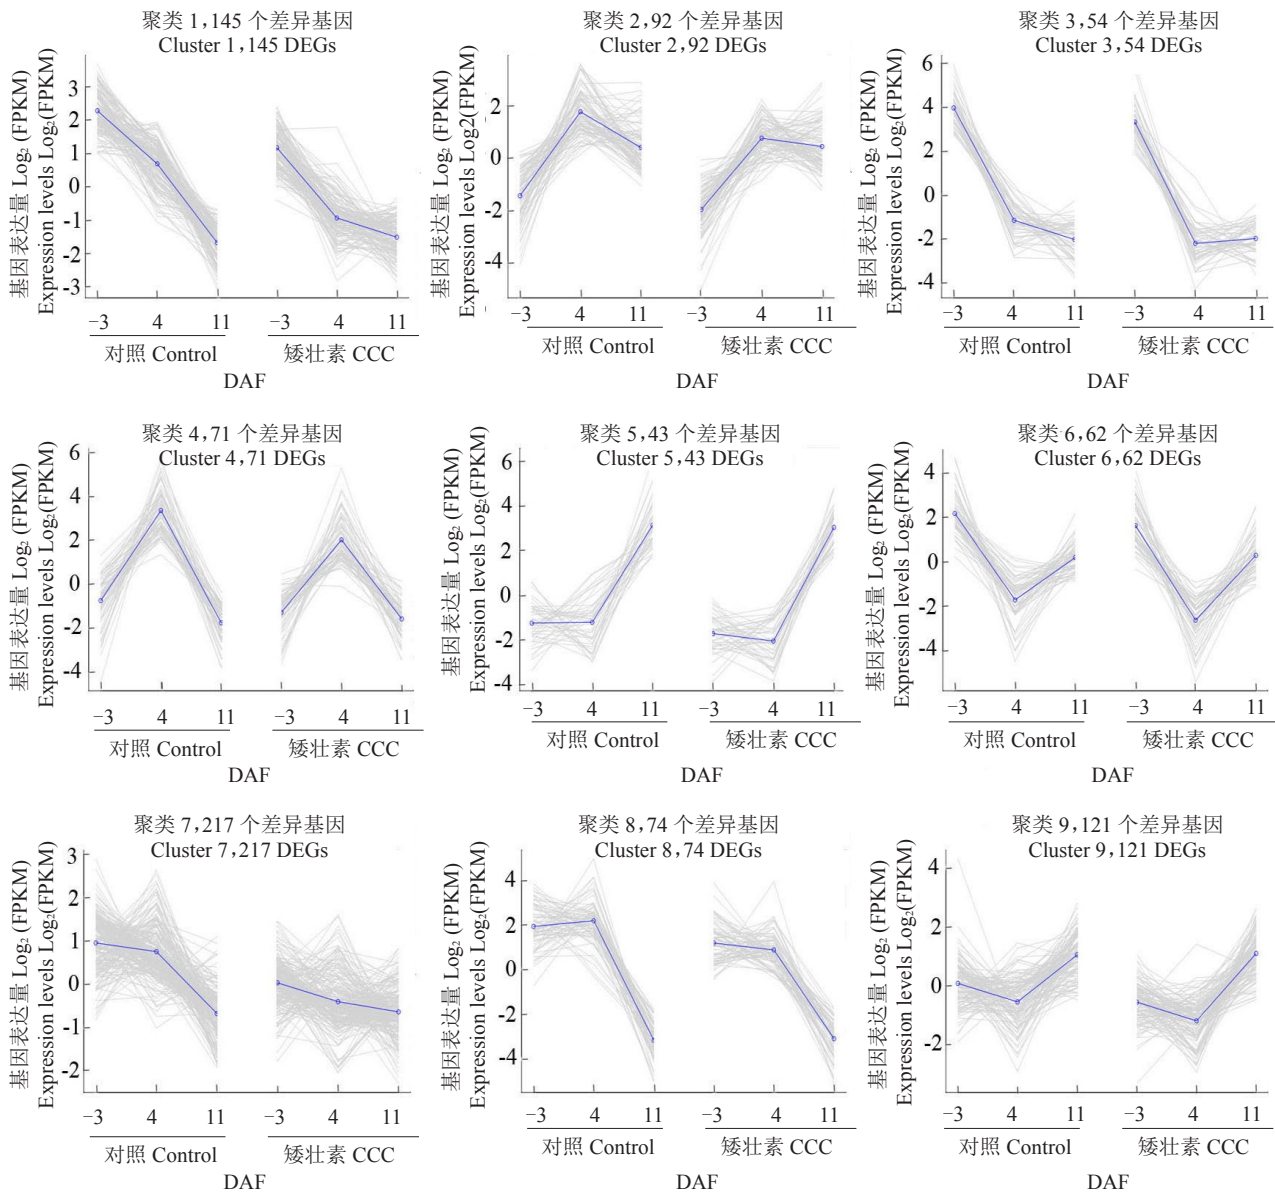 聚类 1,145 个差异基因
Cluster 1,145 DEGs
基因表达量 Log₂ (FPKM)
Expression levels Log₂(FPKM)
3
2
1
0
-1
-2
-3
−3 4 11 −3 4 11
对照 Control 矮壮素 CCC
DAF
聚类 2,92 个差异基因
Cluster 2,92 DEGs
基因表达量 Log₂ (FPKM)
Expression levels Log2(FPKM)
2
0
-2
-4
−3 4 11 −3 4 11
对照 Control 矮壮素 CCC
DAF
聚类 3,54 个差异基因
Cluster 3,54 DEGs
基因表达量 Log₂ (FPKM)
Expression levels Log₂(FPKM)
6
4
2
0
-2
-4
−3 4 11 −3 4 11
对照 Control 矮壮素 CCC
DAF
聚类 4,71 个差异基因
Cluster 4,71 DEGs
基因表达量 Log₂ (FPKM)
Expression levels Log₂(FPKM)
6
4
2
0
-2
-4
−3 4 11 −3 4 11
对照 Control 矮壮素 CCC
DAF
聚类 5,43 个差异基因
Cluster 5,43 DEGs
基因表达量 Log₂ (FPKM)
Expression levels Log₂(FPKM)
6
4
2
0
-2
-4
−3 4 11 −3 4 11
对照 Control 矮壮素 CCC
DAF
聚类 6,62 个差异基因
Cluster 6,62 DEGs
基因表达量 Log₂ (FPKM)
Expression levels Log₂(FPKM)
4
2
0
-2
-4
−3 4 11 −3 4 11
对照 Control 矮壮素 CCC
DAF
聚类 7,217 个差异基因
Cluster 7,217 DEGs
基因表达量 Log₂ (FPKM)
Expression levels Log₂(FPKM)
3
2
1
0
-1
-2
−3 4 11 −3 4 11
对照 Control 矮壮素 CCC
DAF
聚类 8,74 个差异基因
Cluster 8,74 DEGs
基因表达量 Log₂ (FPKM)
Expression levels Log₂(FPKM)
4
2
0
-2
-4
−3 4 11 −3 4 11
对照 Control 矮壮素 CCC
DAF
聚类 9,121 个差异基因
Cluster 9,121 DEGs
基因表达量 Log₂ (FPKM)
Expression levels Log₂(FPKM)
4
2
0
-2
−3 4 11 −3 4 11
对照 Control 矮壮素 CCC
DAF